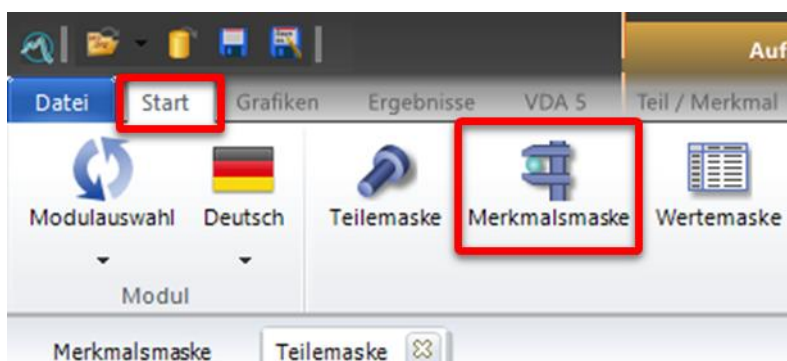 Auf
Datei Start Grafiken Ergebnisse VDA 5 Teil / Merkmal
Modulauswahl Deutsch Teilemaske Merkmalsmaske Wertemaske
Modul
Merkmalsmaske Teilemaske